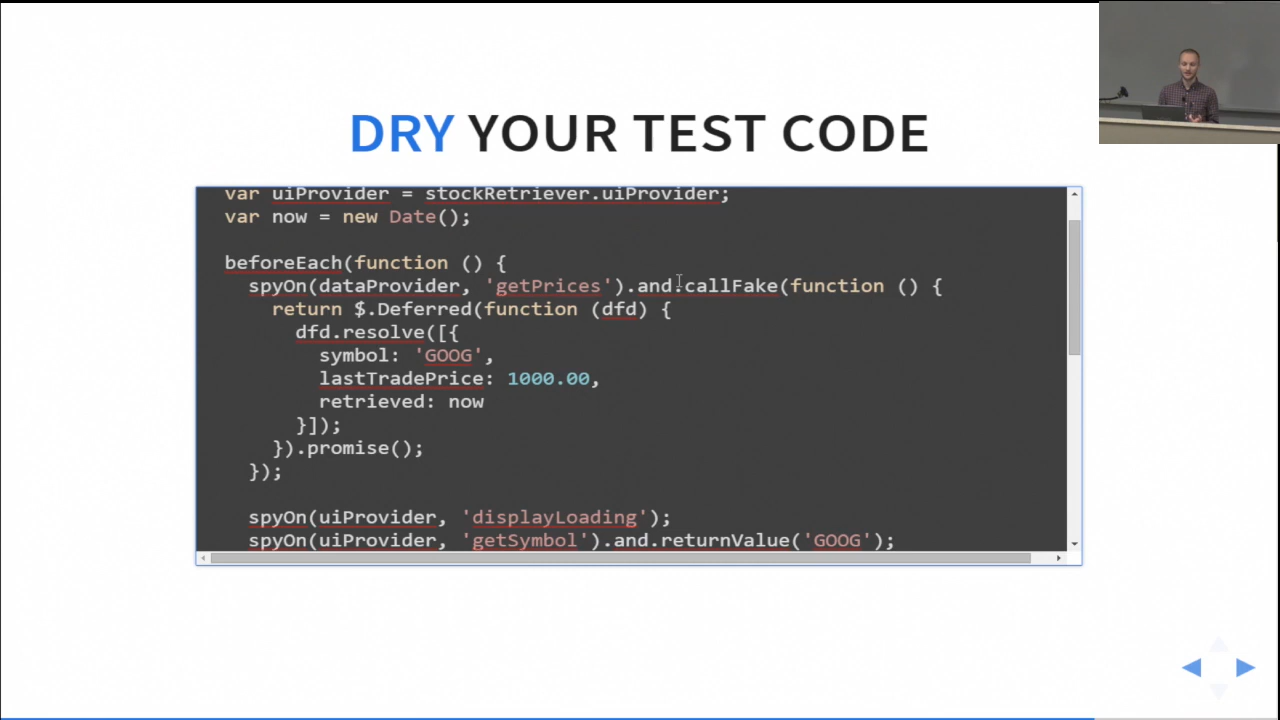 DRY YOUR TEST CODE
var uiProvider = stockRetriever.uiProvider;
var now = new Date();
beforeEach(function () {
spyOn(dataProvider, 'getPrices').and.callFake(function () {
return $.Deferred(function (dfd) {
dfd.resolve([{
symbol: 'GOOG',
lastTradePrice: 1000.00,
retrieved: now
}]);
}).promise();
});
spyOn(uiProvider, 'displayLoading');
spyOn(uiProvider, 'getSymbol').and.returnValue('GOOG');